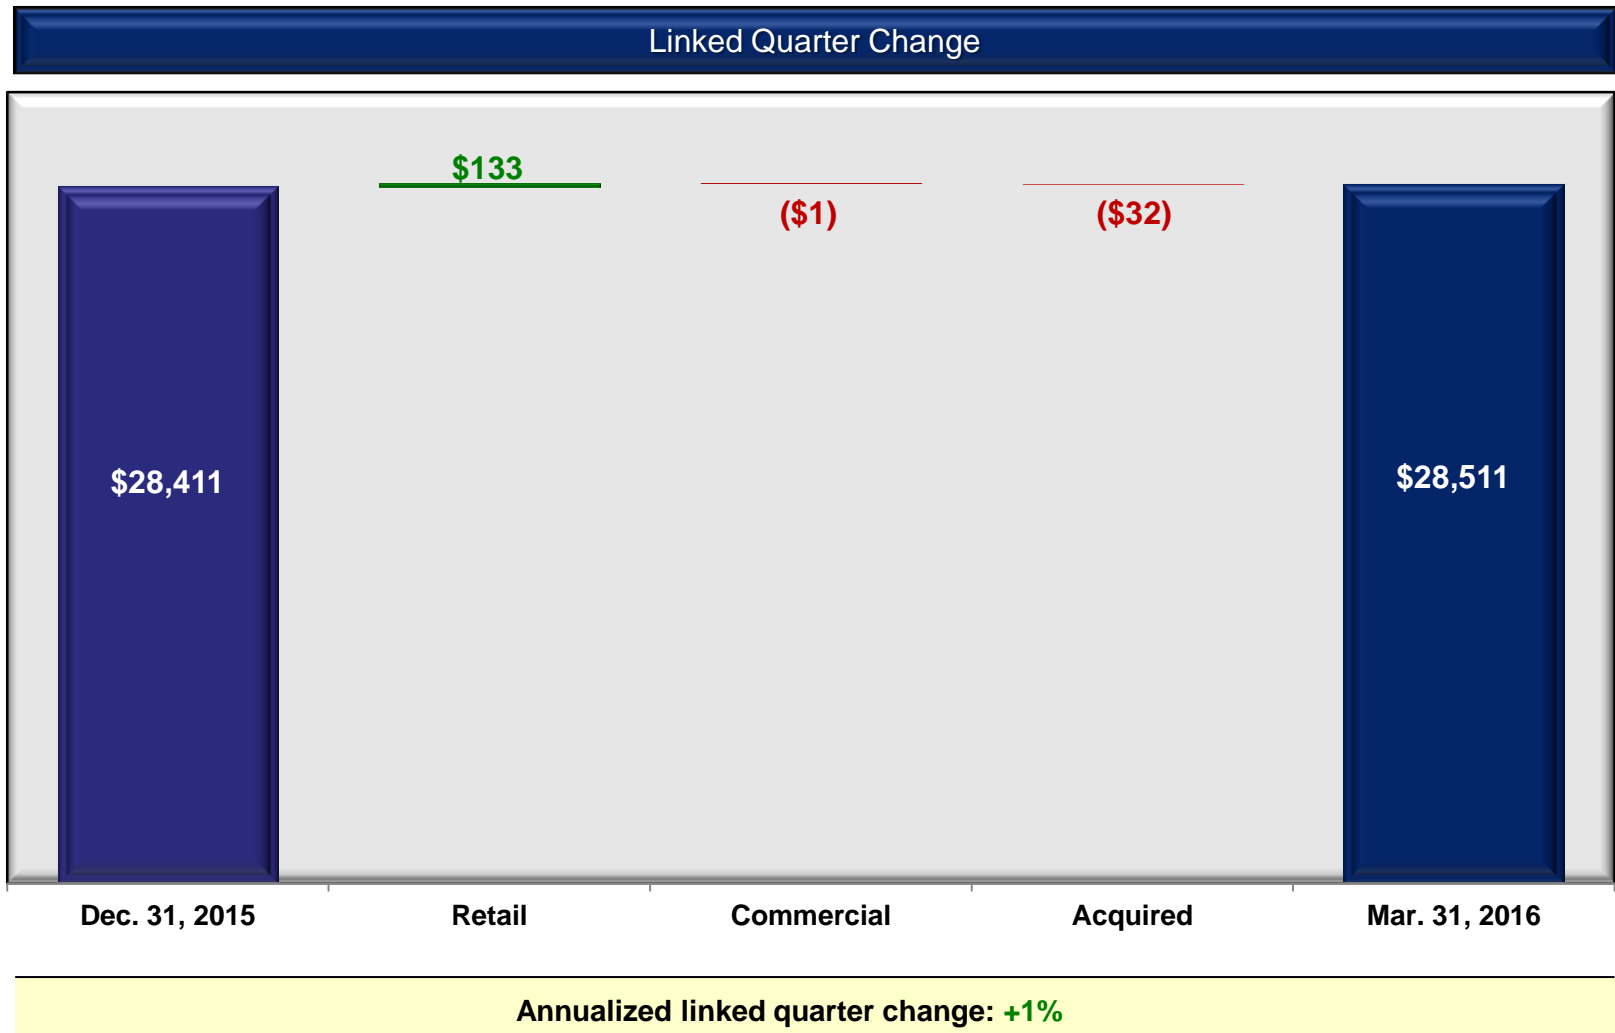 Linked Quarter Change
$133
($1)
($32)
$28,411
$28,511
Dec. 31, 2015
Retail
Commercial
Acquired
Mar. 31, 2016
Annualized linked quarter change: +1%